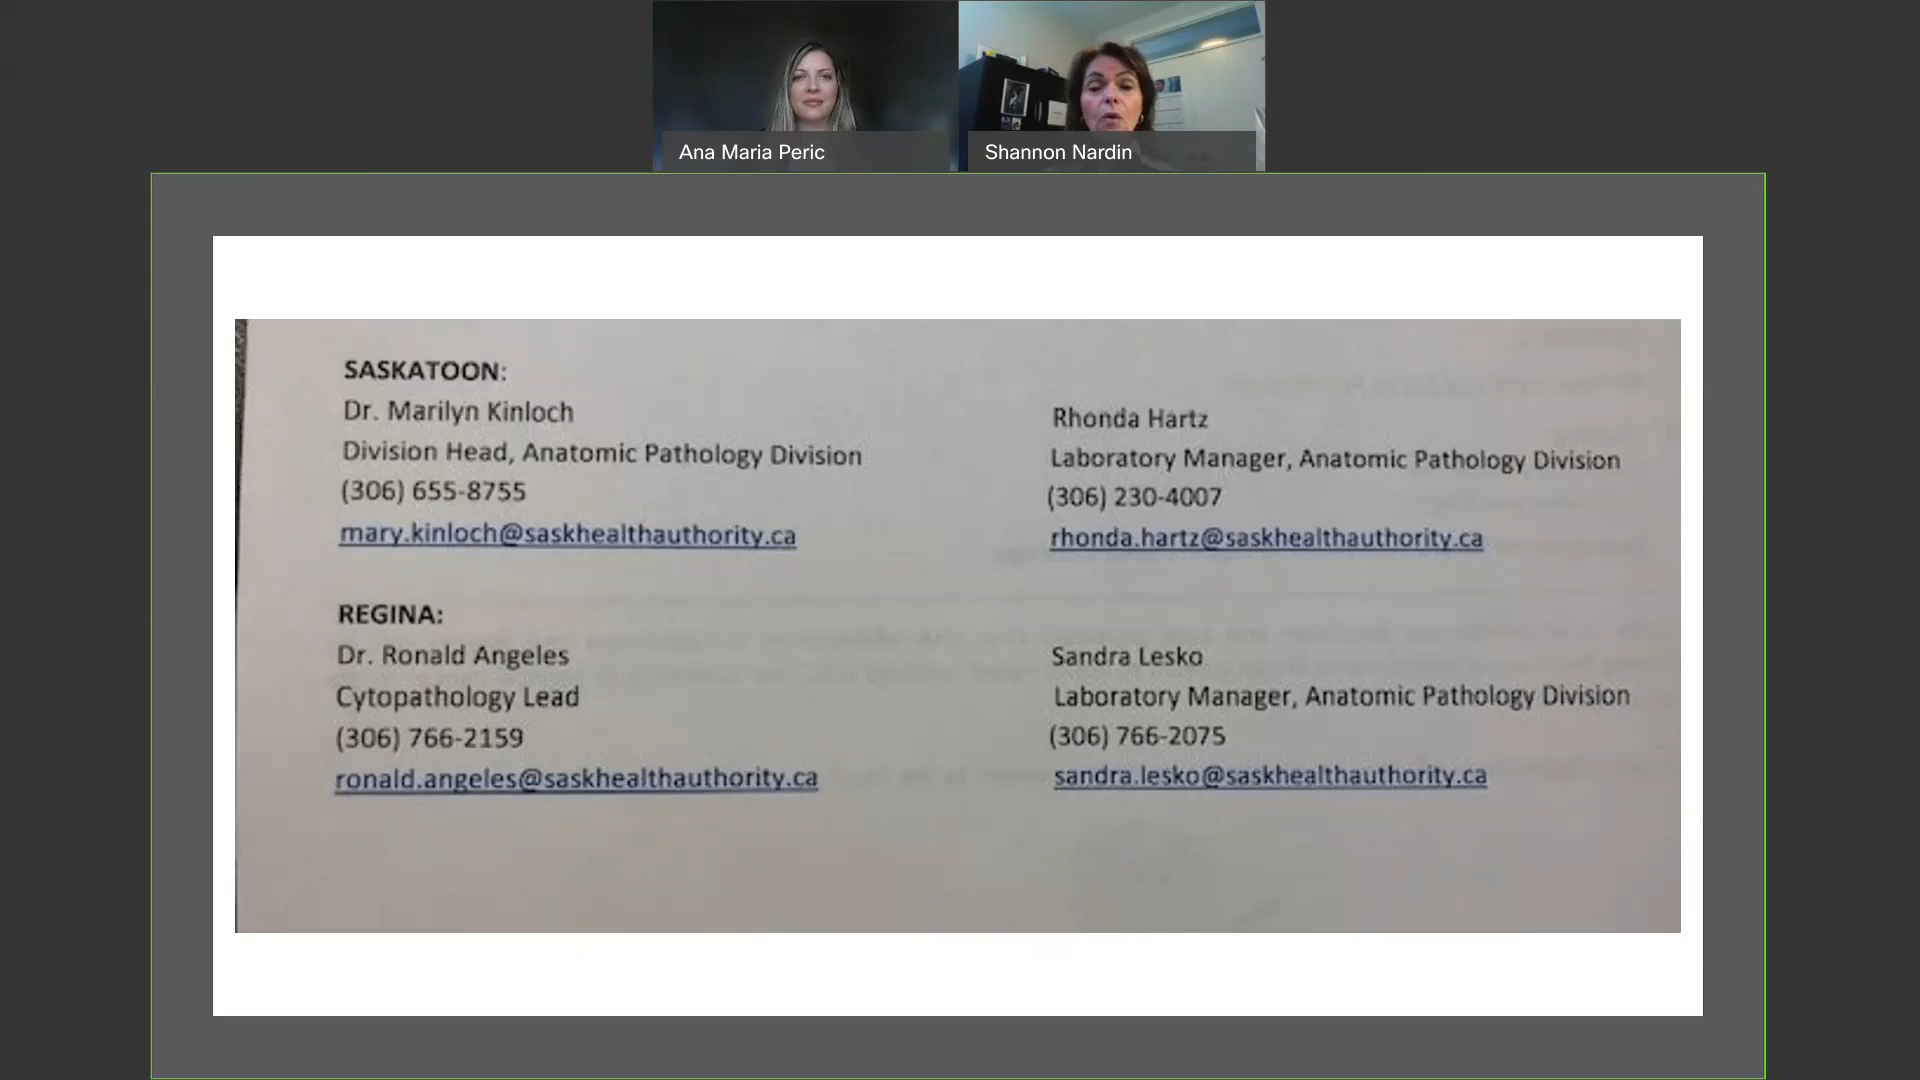 Ana Maria Peric
Shannon Nardin
SASKATOON:
Dr. Marilyn Kinloch
Division Head, Anatomic Pathology Division
(306) 655-8755
mary.kinloch@saskhealthauthority.ca
Rhonda Hartz
Laboratory Manager, Anatomic Pathology Division
(306) 230-4007
rhonda.hartz@saskhealthauthority.ca
REGINA:
Dr. Ronald Angeles
Cytopathology Lead
(306) 766-2159
ronald.angeles@saskhealthauthority.ca
Sandra Lesko
Laboratory Manager, Anatomic Pathology Division
(306) 766-2075
sandra.lesko@saskhealthauthority.ca